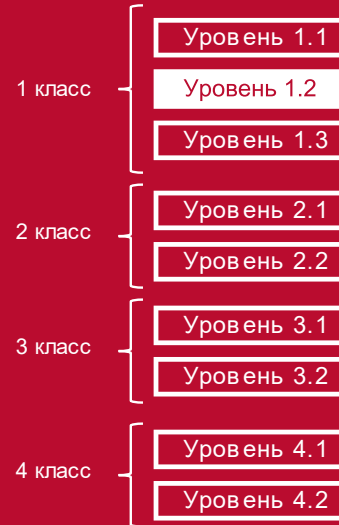 1 класс
Уровень 1.1
Уровень 1.2
Уровень 1.3
2 класс
Уровень 2.1
Уровень 2.2
3 класс
Уровень 3.1
Уровень 3.2
4 класс
Уровень 4.1
Уровень 4.2